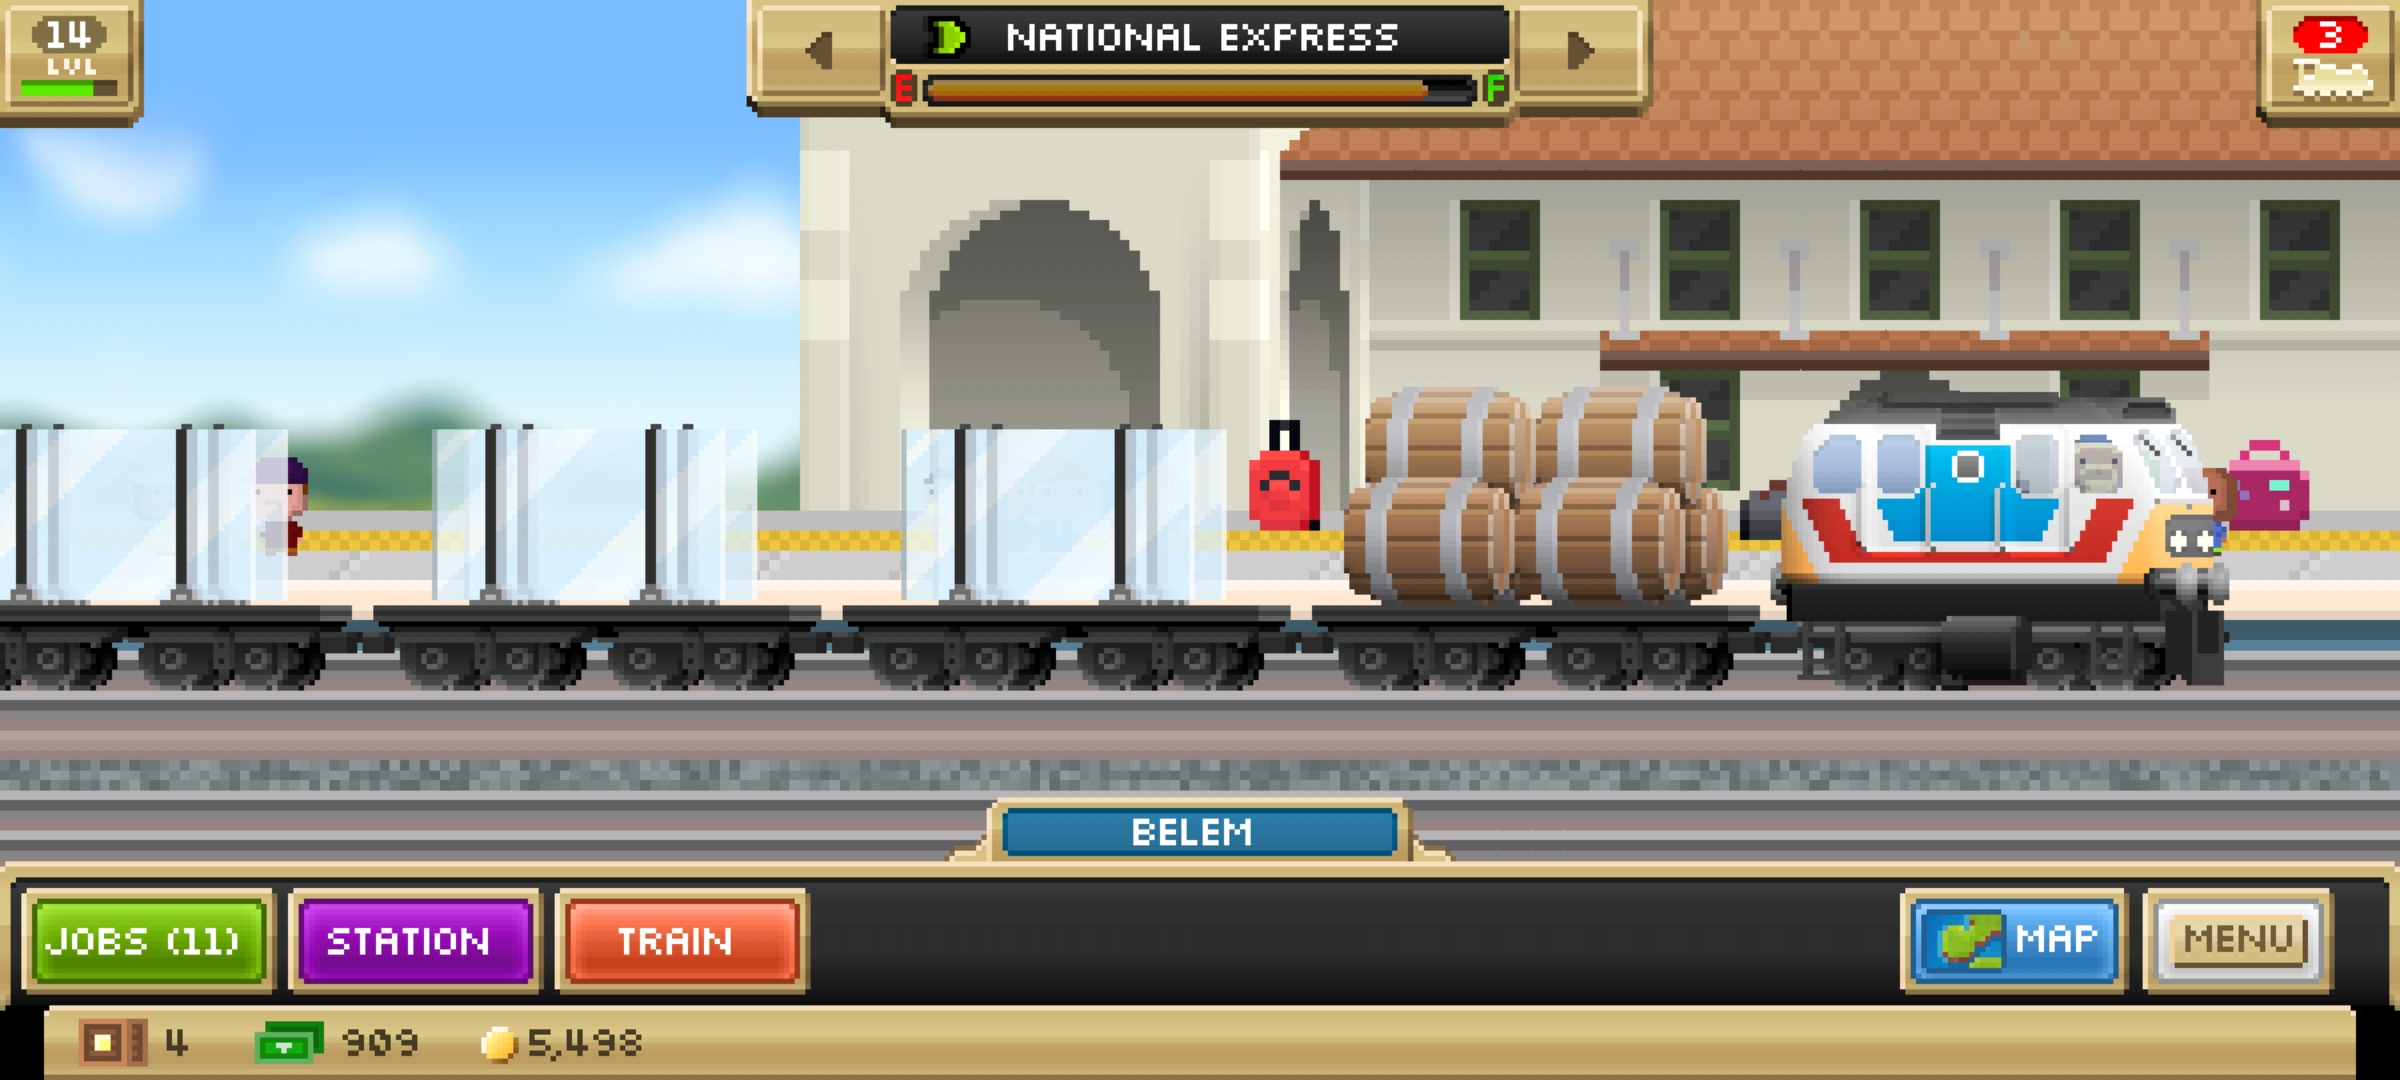 14
LVL
NATIONAL EXPRESS
E F
3
BELEM
JOBS (11)
STATION
TRAIN
MAP
MENU
4
909
5,498